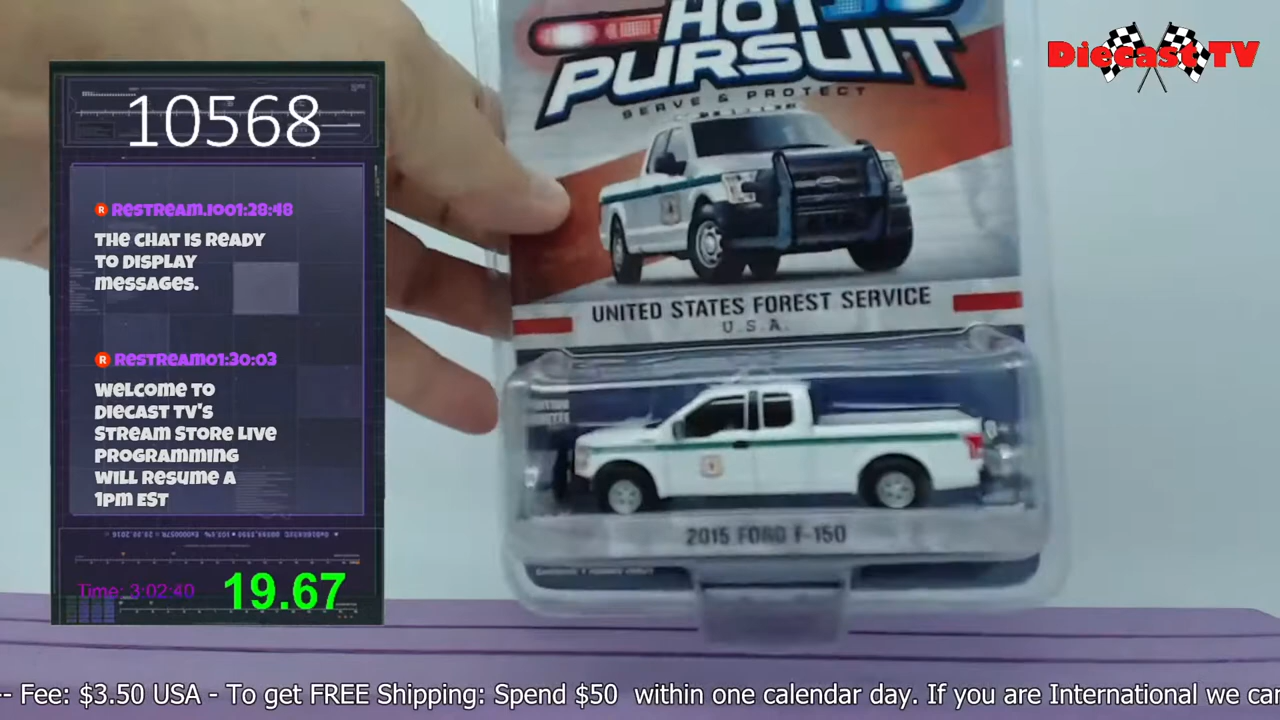 HOT
PURSUIT
SERVE & PROTECT
UNITED STATES FOREST SERVICE
U.S.A.
2015 FORD F-150
Diecast TV
10568
RESTREAM.IO01:28:48
THE CHAT IS READY
TO DISPLAY
MESSAGES.
RESTREAM01:30:03
WELCOME TO
DIECAST TV'S
STREAM STORE LIVE
PROGRAMMING
WILL RESUME A
1PM EST
Time: 3:02:40
19.67
-- Fee: $3.50 USA - To get FREE Shipping: Spend $50 within one calendar day. If you are International we car